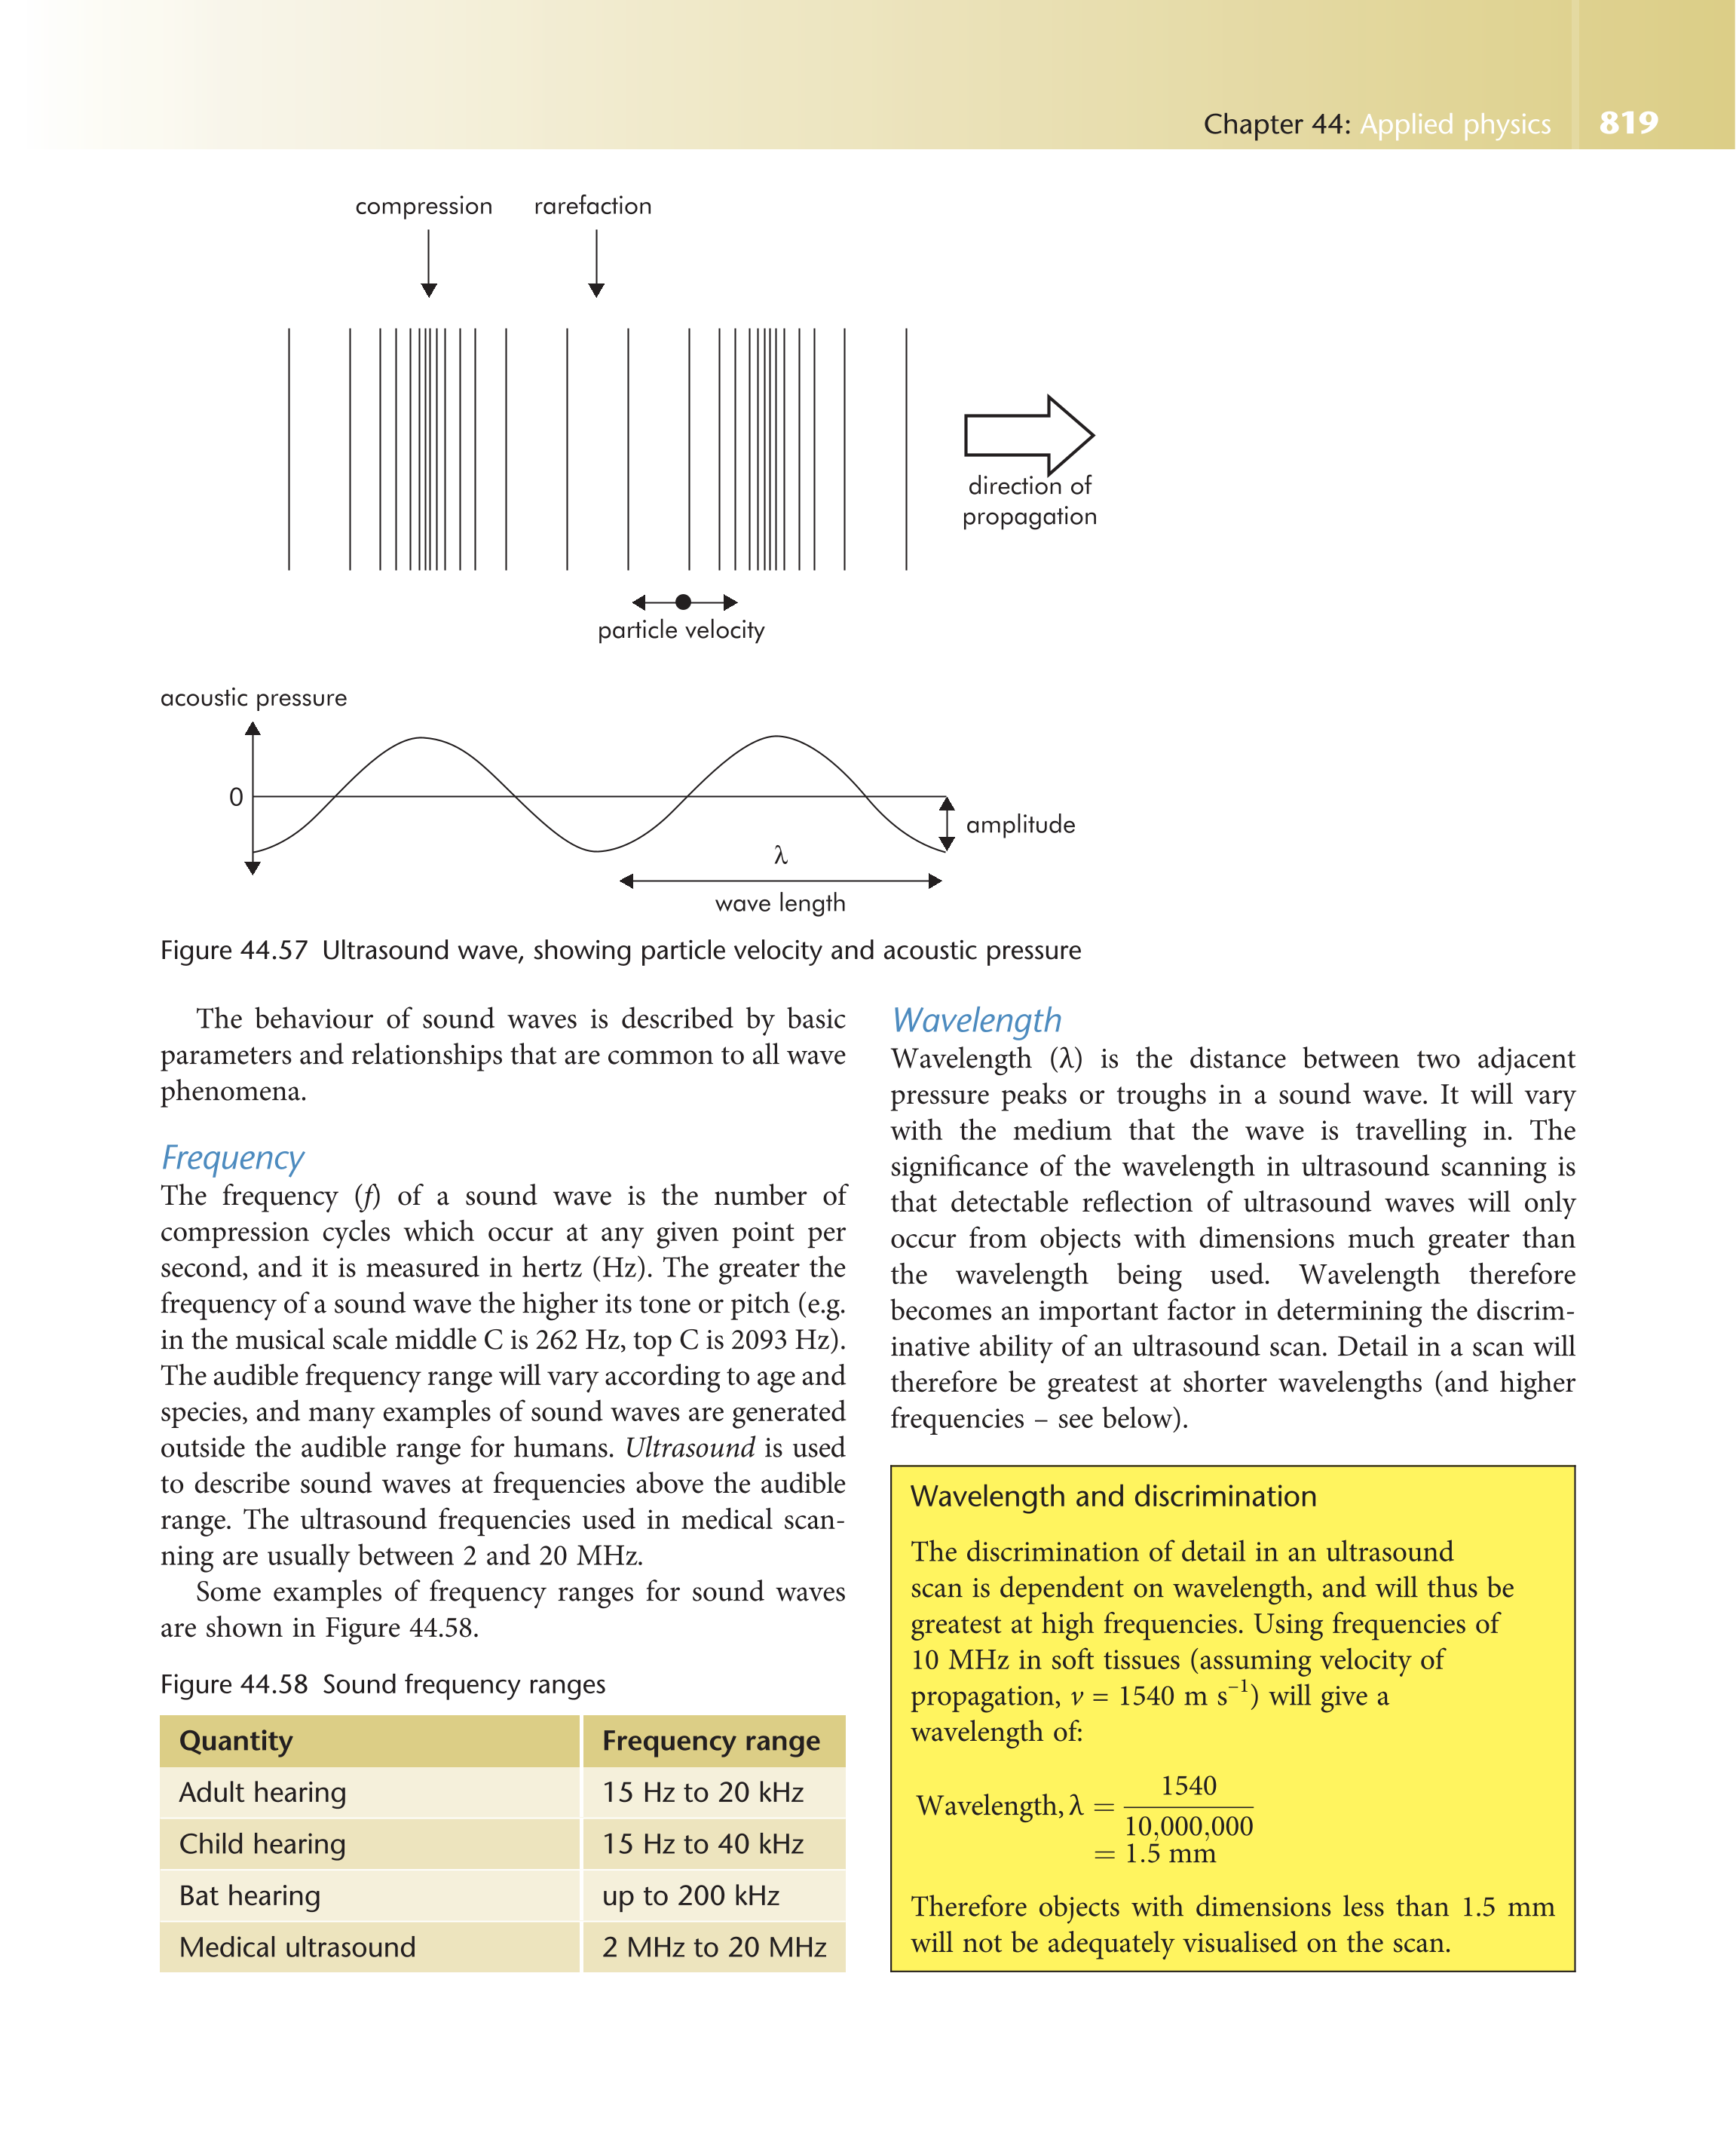 Chapter 44: Applied physics 819
compression rarefaction
direction of
propagation
particle velocity
acoustic pressure
0
amplitude
λ
wave length
Figure 44.57 Ultrasound wave, showing particle velocity and acoustic pressure
The behaviour of sound waves is described by basic
parameters and relationships that are common to all wave
phenomena.
Frequency
The frequency (f) of a sound wave is the number of
compression cycles which occur at any given point per
second, and it is measured in hertz (Hz). The greater the
frequency of a sound wave the higher its tone or pitch (e.g.
in the musical scale middle C is 262 Hz, top C is 2093 Hz).
The audible frequency range will vary according to age and
species, and many examples of sound waves are generated
outside the audible range for humans. Ultrasound is used
to describe sound waves at frequencies above the audible
range. The ultrasound frequencies used in medical scan-
ning are usually between 2 and 20 MHz.
Some examples of frequency ranges for sound waves
are shown in Figure 44.58.
Figure 44.58 Sound frequency ranges
Quantity Frequency range
Adult hearing 15 Hz to 20 kHz
Child hearing 15 Hz to 40 kHz
Bat hearing up to 200 kHz
Medical ultrasound 2 MHz to 20 MHz
Wavelength
Wavelength (λ) is the distance between two adjacent
pressure peaks or troughs in a sound wave. It will vary
with the medium that the wave is travelling in. The
significance of the wavelength in ultrasound scanning is
that detectable reflection of ultrasound waves will only
occur from objects with dimensions much greater than
the wavelength being used. Wavelength therefore
becomes an important factor in determining the discrim-
inative ability of an ultrasound scan. Detail in a scan will
therefore be greatest at shorter wavelengths (and higher
frequencies – see below).
Wavelength and discrimination
The discrimination of detail in an ultrasound
scan is dependent on wavelength, and will thus be
greatest at high frequencies. Using frequencies of
10 MHz in soft tissues (assuming velocity of
propagation, v = 1540 m s⁻¹) will give a
wavelength of:
1540
Wavelength, λ =
10,000,000
= 1.5 mm
Therefore objects with dimensions less than 1.5 mm
will not be adequately visualised on the scan.